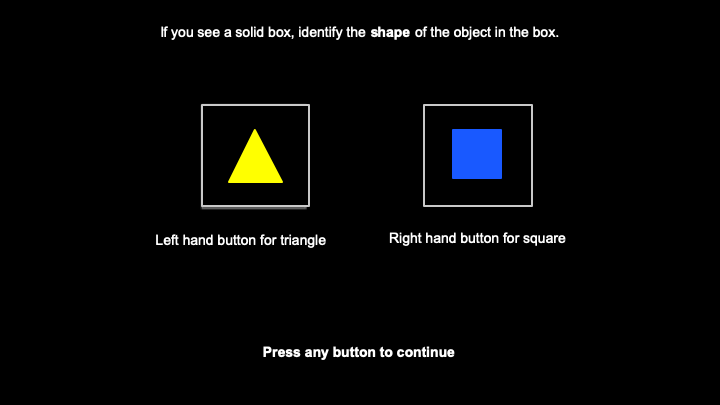 If you see a solid box, identify the shape of the object in the box.
Left hand button for triangle
Right hand button for square
Press any button to continue